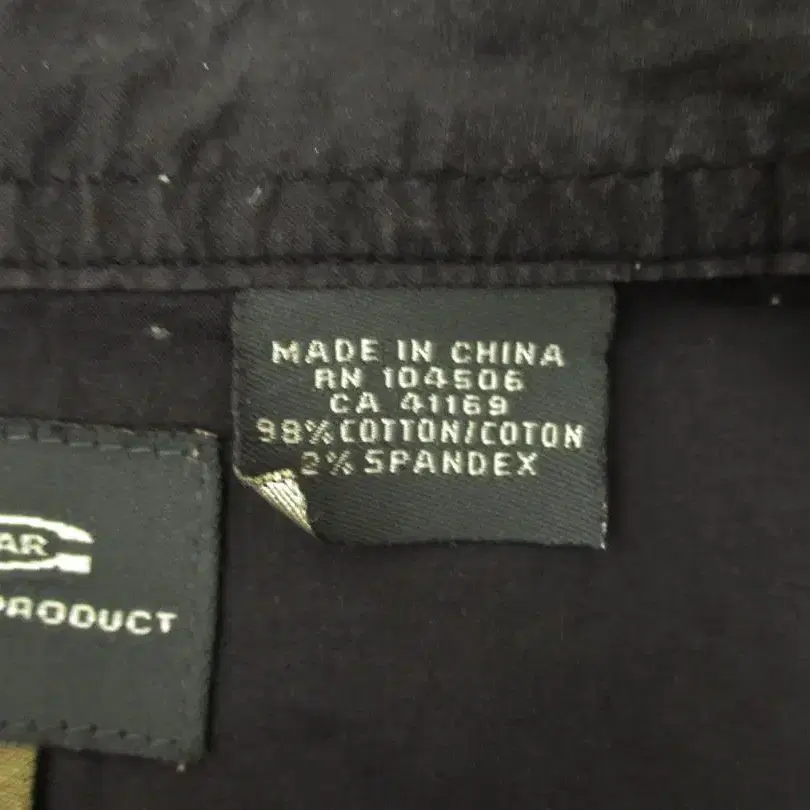 MADE IN CHINA
RN 104506
CA 41169
98% COTTON/COTON
2% SPANDEX
AR
PRODUCT